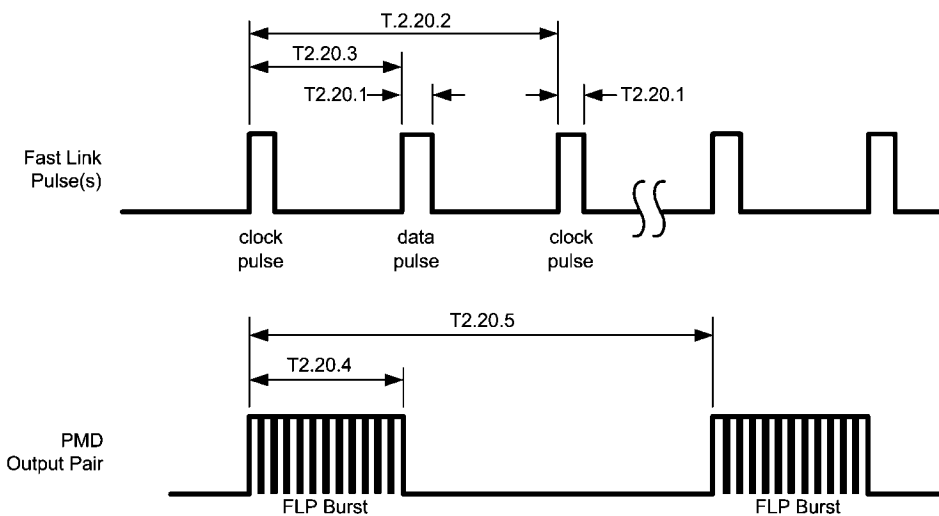 T.2.20.2
T2.20.3
T2.20.1
T2.20.1
Fast Link
Pulse(s)
clock
pulse
data
pulse
clock
pulse
T2.20.5
T2.20.4
PMD
Output Pair
FLP Burst
FLP Burst